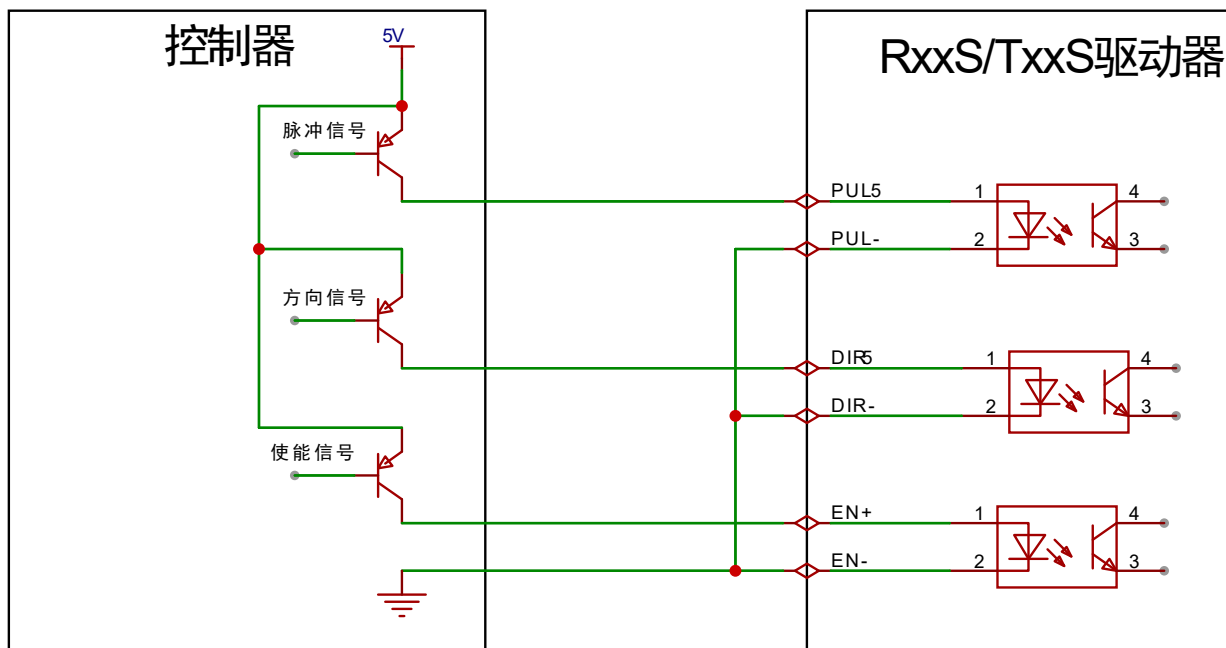 控制器
5V
RxxS/TxxS驱动器
脉冲信号
PUL5
1
4
PUL-
2
3
方向信号
DIR5
1
4
DIR-
2
3
使能信号
EN+
1
4
EN-
2
3